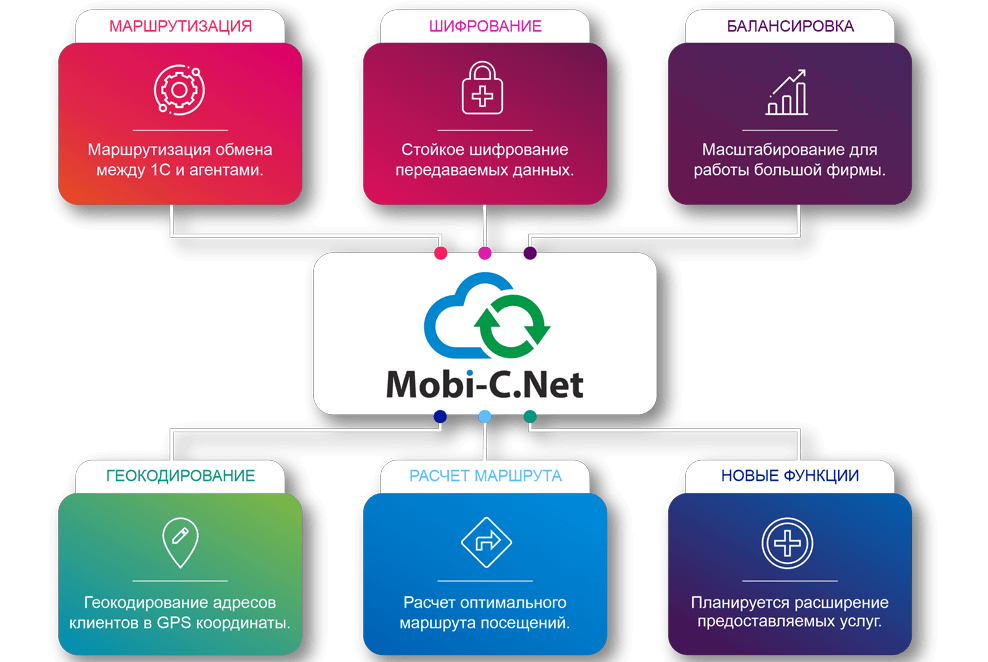 МАРШРУТИЗАЦИЯ
Маршрутизация обмена
между 1С и агентами.
ШИФРОВАНИЕ
Стойкое шифрование
передаваемых данных.
БАЛАНСИРОВКА
Масштабирование для
работы большой фирмы.
Mobi-C.Net
ГЕОКОДИРОВАНИЕ
Геокодирование адресов
клиентов в GPS координаты.
РАСЧЕТ МАРШРУТА
Расчет оптимального
маршрута посещений.
НОВЫЕ ФУНКЦИИ
Планируется расширение
предоставляемых услуг.